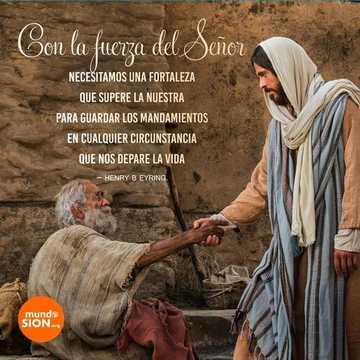 Con la fuerza del Señor
NECESITAMOS UNA FORTALEZA
QUE SUPERE LA NUESTRA
PARA GUARDAR LOS MANDAMIENTOS
EN CUALQUIER CIRCUNSTANCIA
QUE NOS DEPARE LA VIDA
– HENRY B EYRING
mundo
SION.org